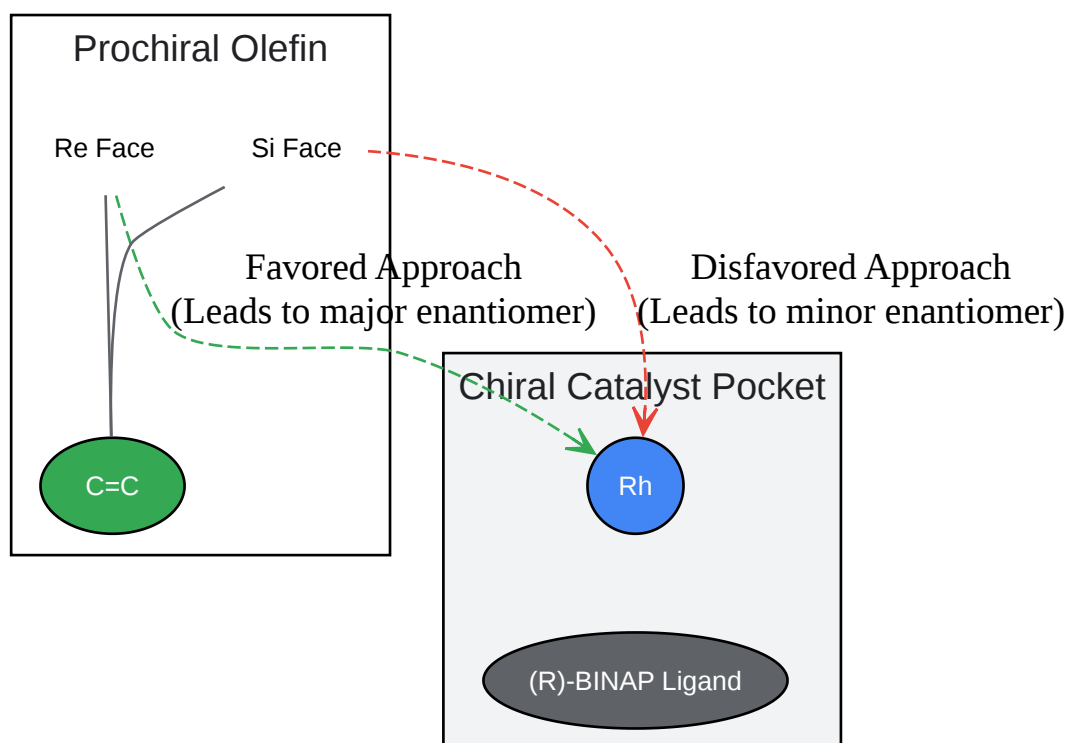 Prochiral Olefin
Re Face
Si Face
Favored Approach
(Leads to major enantiomer)
Disfavored Approach
(Leads to minor enantiomer)
Chiral Catalyst Pocket
C=C
Rh
(R)-BINAP Ligand